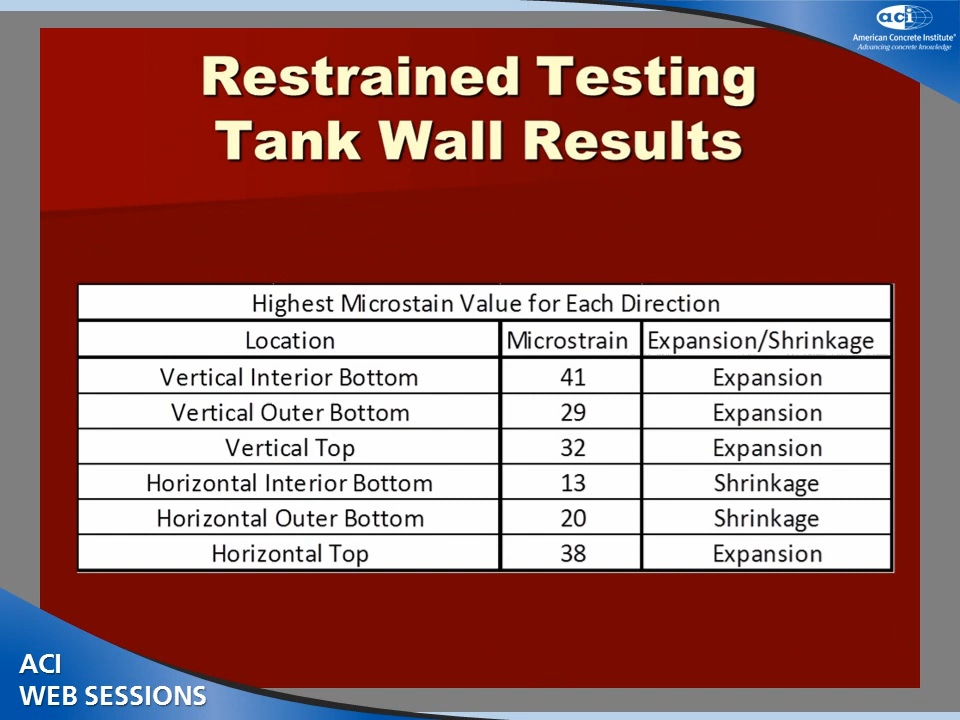 aci
American Concrete Institute®
Advancing concrete knowledge
Restrained Testing
Tank Wall Results
Highest Microstain Value for Each Direction
Location Microstrain Expansion/Shrinkage
Vertical Interior Bottom 41 Expansion
Vertical Outer Bottom 29 Expansion
Vertical Top 32 Expansion
Horizontal Interior Bottom 13 Shrinkage
Horizontal Outer Bottom 20 Shrinkage
Horizontal Top 38 Expansion
ACI
WEB SESSIONS